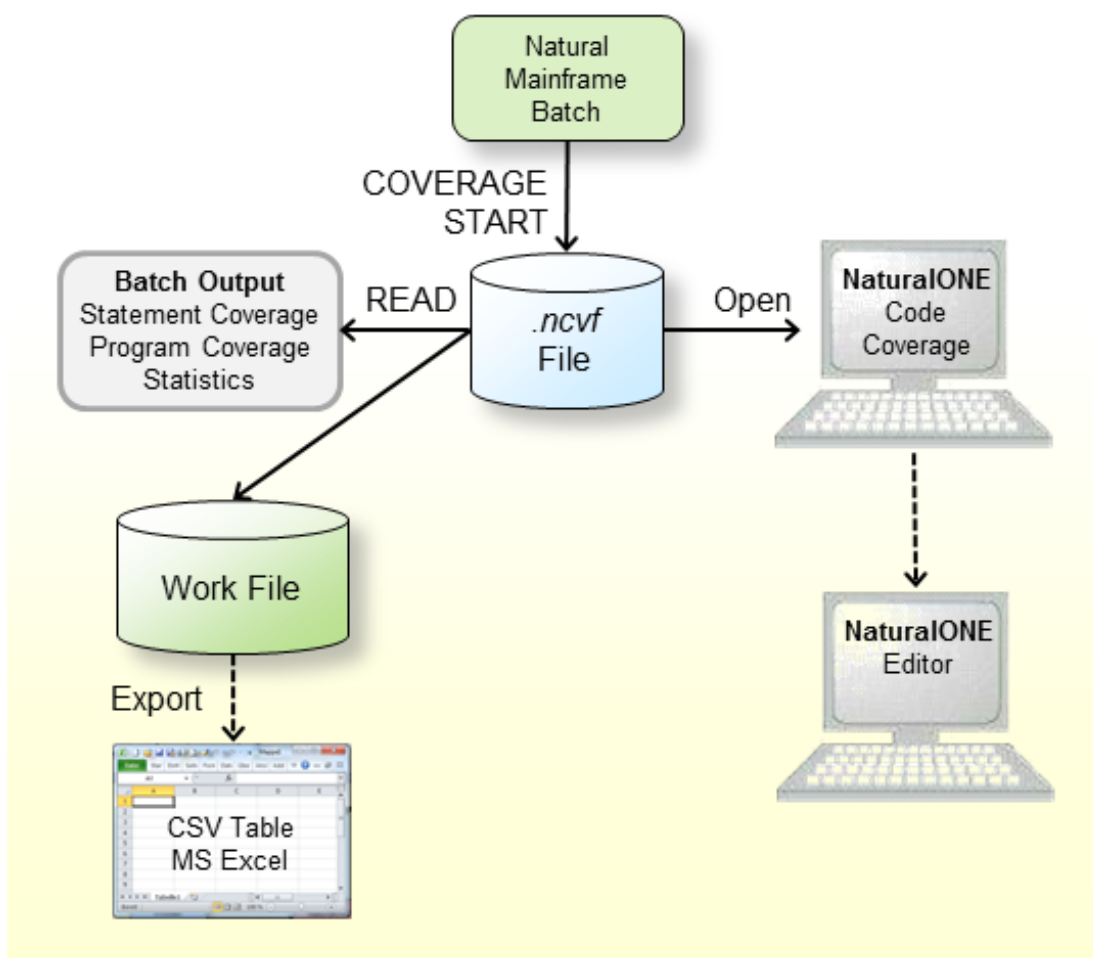 Natural
Mainframe
Batch
COVERAGE
START
Batch Output
Statement Coverage
Program Coverage
Statistics
READ
.ncvf
File
Open
NaturalONE
Code
Coverage
Work File
NaturalONE
Editor
Export
CSV Table
MS Excel